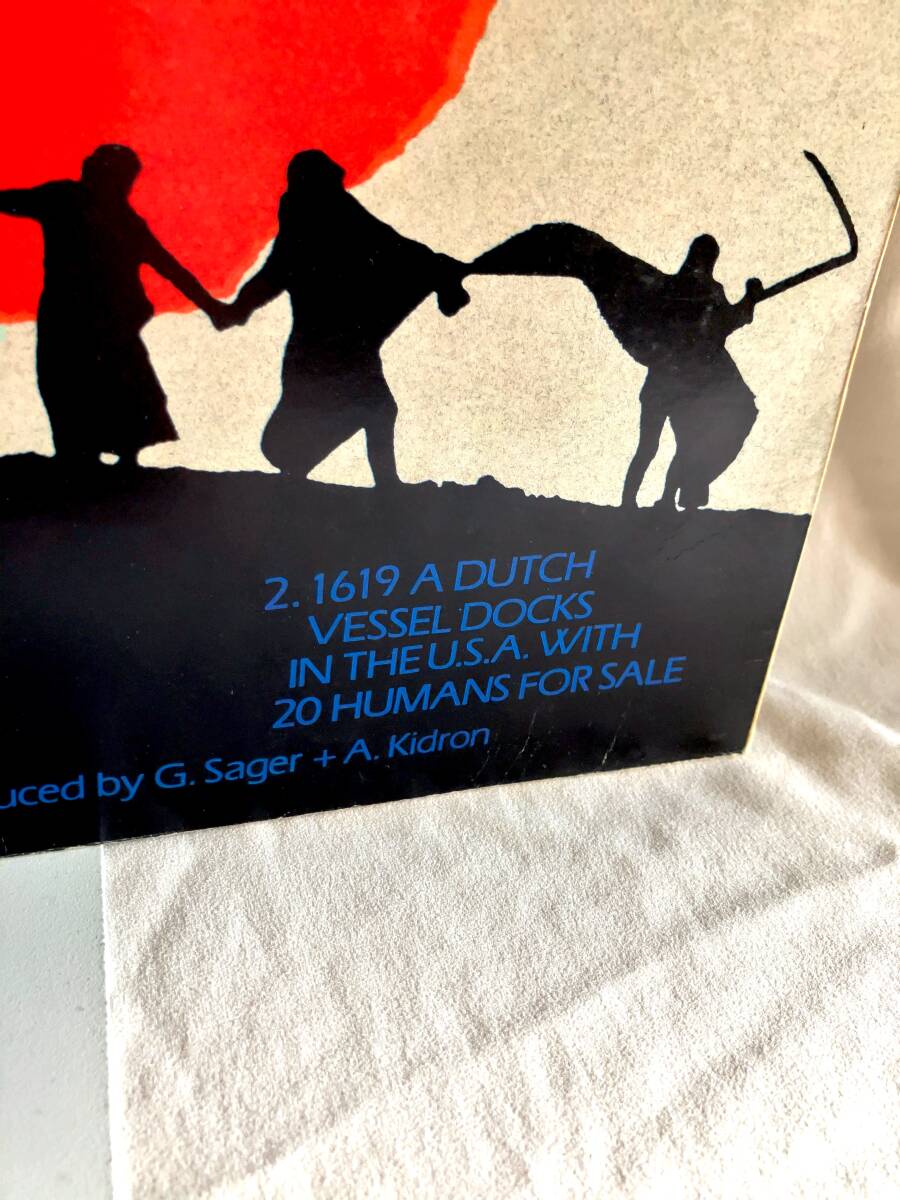 2. 1619 A DUTCH
VESSEL DOCKS
IN THE U.S.A. WITH
20 HUMANS FOR SALE
uced by G. Sager + A. Kidron